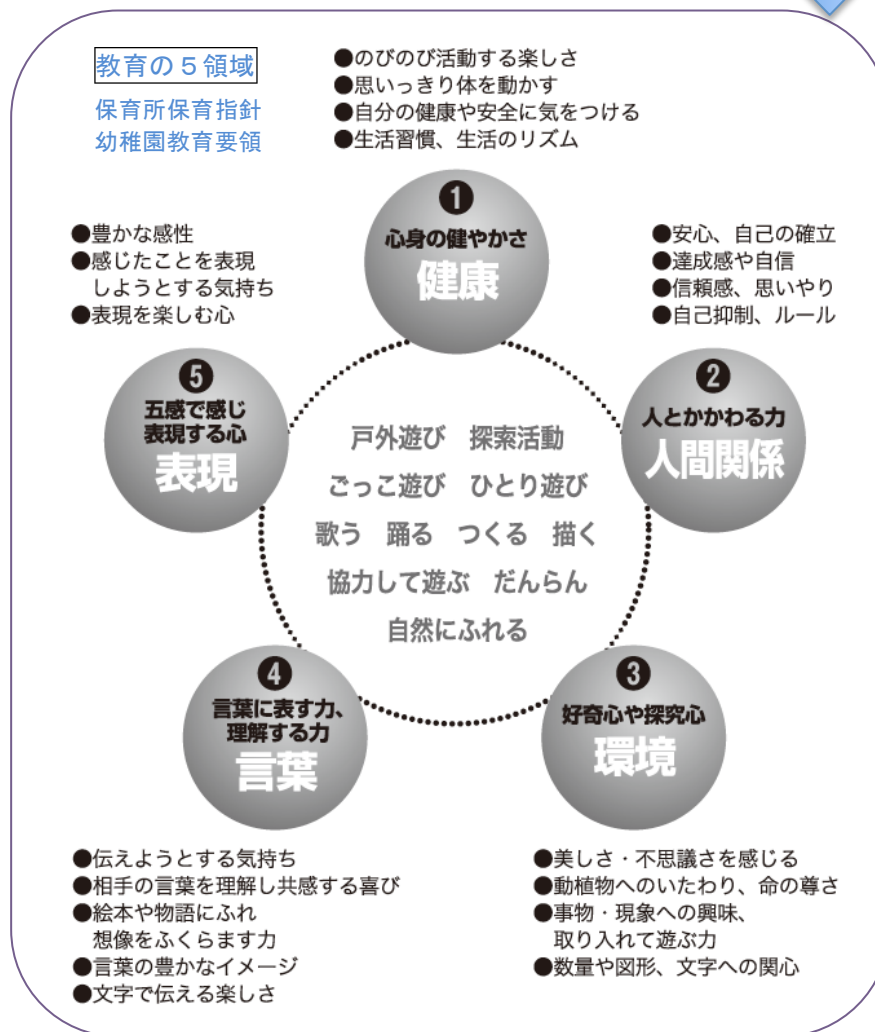 教育の５領域
保育所保育指針
幼稚園教育要領
●のびのび活動する楽しさ
●思いっきり体を動かす
●自分の健康や安全に気をつける
●生活習慣、生活のリズム
❶
心身の健やかさ
健康
●安心、自己の確立
●達成感や自信
●信頼感、思いやり
●自己抑制、ルール
❷
人とかかわる力
人間関係
❸
好奇心や探究心
環境
●美しさ・不思議さを感じる
●動植物へのいたわり、命の尊さ
●事物・現象への興味、
取り入れて遊ぶ力
●数量や図形、文字への関心
❹
言葉に表す力、
理解する力
言葉
●伝えようとする気持ち
●相手の言葉を理解し共感する喜び
●絵本や物語にふれ
想像をふくらます力
●言葉の豊かなイメージ
●文字で伝える楽しさ
●豊かな感性
●感じたことを表現
しようとする気持ち
●表現を楽しむ心
❺
五感で感じ
表現する心
表現
戸外遊び 探索活動
ごっこ遊び ひとり遊び
歌う 踊る つくる 描く
協力して遊ぶ だんらん
自然にふれる